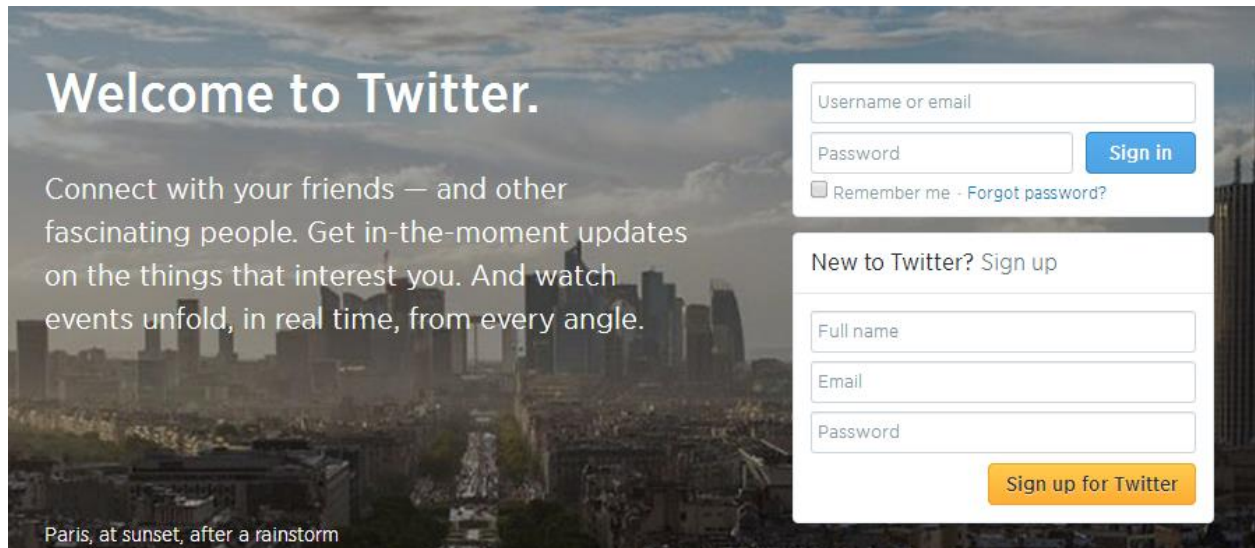 Welcome to Twitter.
Connect with your friends — and other
fascinating people. Get in-the-moment updates
on the things that interest you. And watch
events unfold, in real time, from every angle.
Paris, at sunset, after a rainstorm
Username or email
Password
Sign in
Remember me · Forgot password?
New to Twitter? Sign up
Full name
Email
Password
Sign up for Twitter